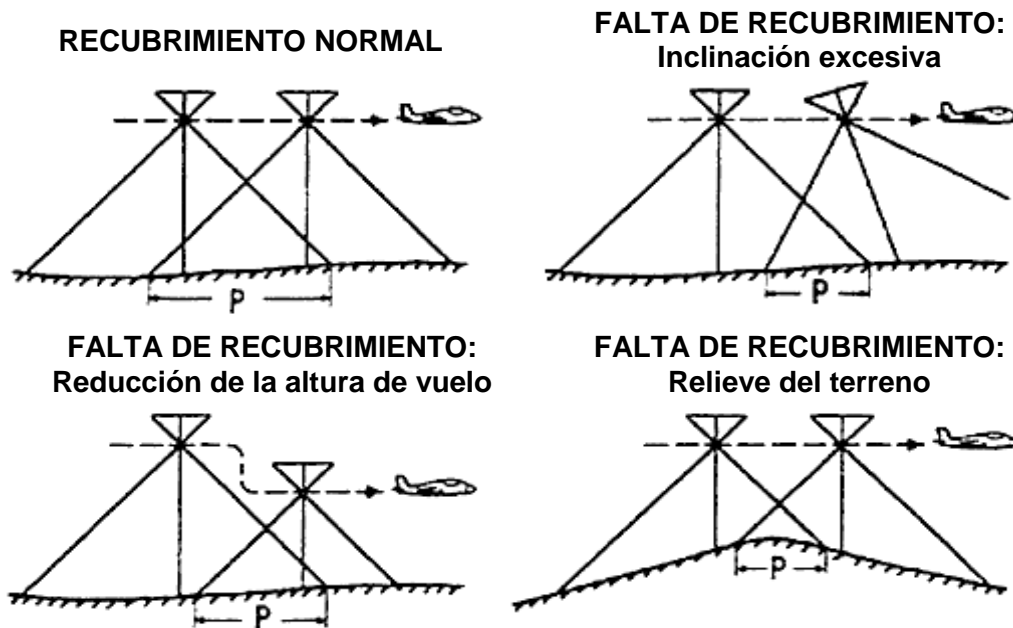 RECUBRIMIENTO NORMAL
P
FALTA DE RECUBRIMIENTO:
Inclinación excesiva
P
FALTA DE RECUBRIMIENTO:
Reducción de la altura de vuelo
P
FALTA DE RECUBRIMIENTO:
Relieve del terreno
P